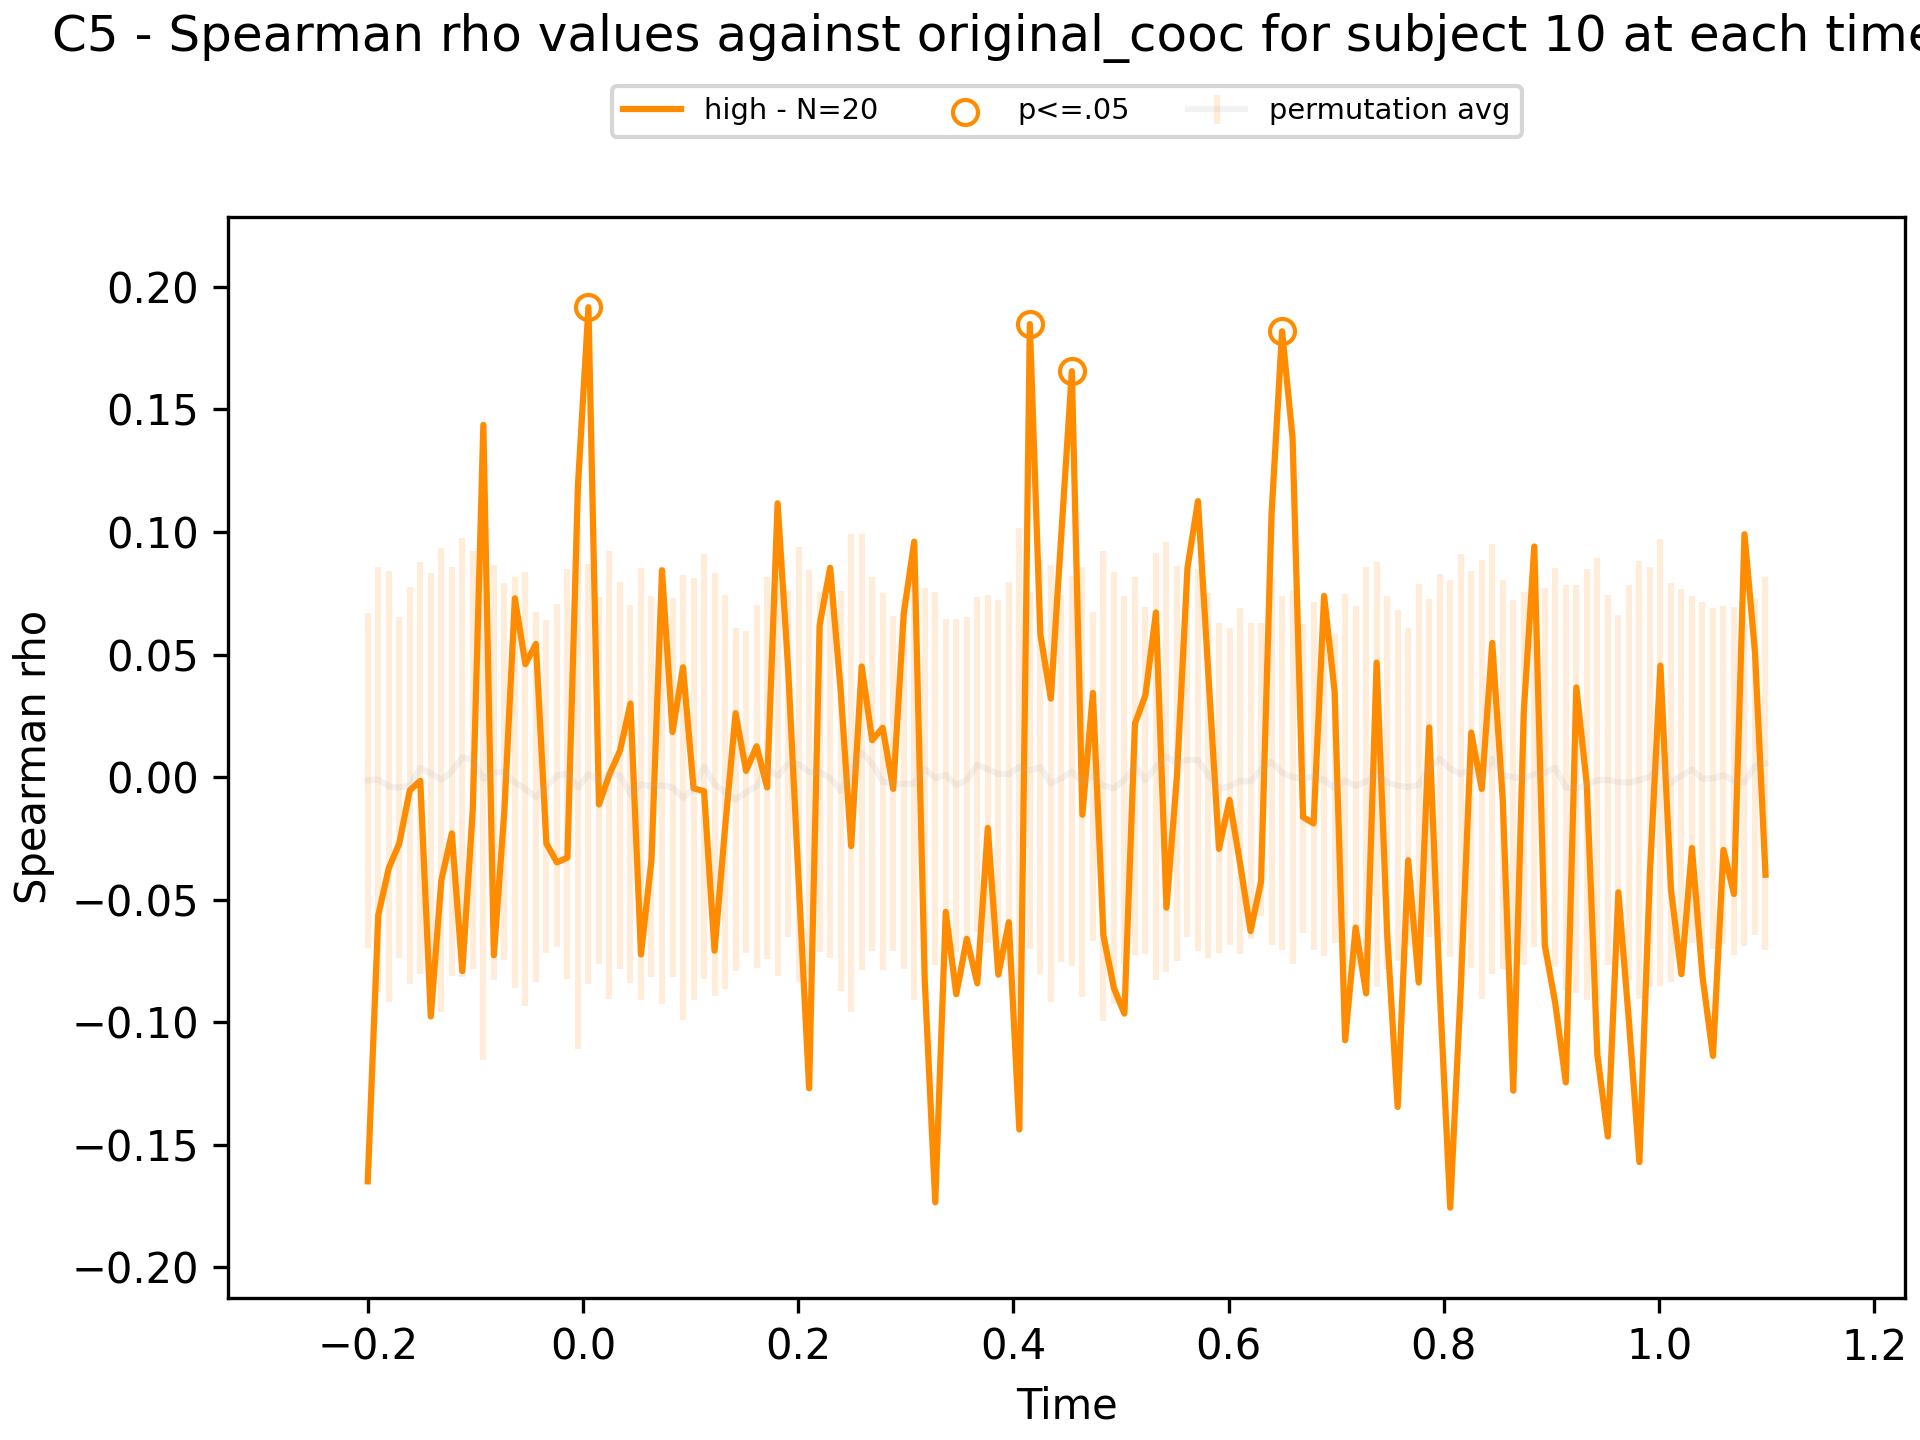 C5 - Spearman rho values against original_cooc for subject 10 at each time
high - N=20 p<=.05 permutation avg
0.20
0.15
0.10
0.05
0.00
−0.05
−0.10
−0.15
−0.20
Spearman rho
−0.2 0.0 0.2 0.4 0.6 0.8 1.0 1.2
Time